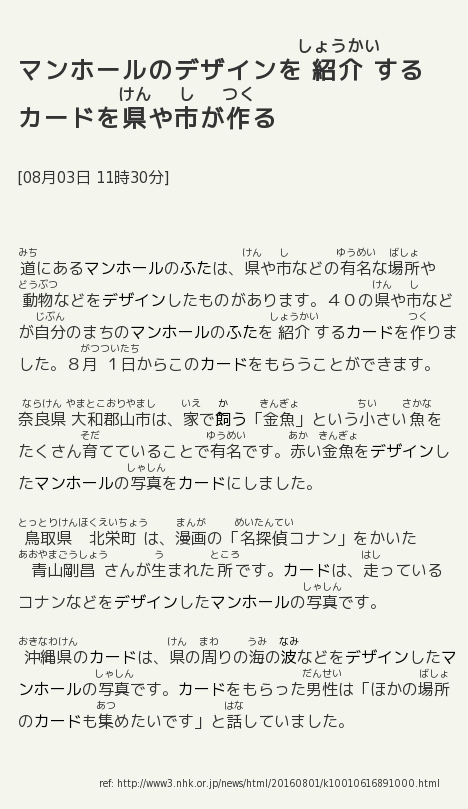 マンホールのデザインを紹介する
カードを県や市が作る
[08月03日 11時30分]
道にあるマンホールのふたは、県や市などの有名な場所や
動物などをデザインしたものがあります。４０の県や市など
が自分のまちのマンホールのふたを紹介するカードを作りま
した。８月１日からこのカードをもらうことができます。
奈良県大和郡山市は、家で飼う「金魚」という小さい魚を
たくさん育てていることで有名です。赤い金魚をデザインし
たマンホールの写真をカードにしました。
鳥取県北栄町は、漫画の「名探偵コナン」をかいた
青山剛昌さんが生まれた所です。カードは、走っている
コナンなどをデザインしたマンホールの写真です。
沖縄県のカードは、県の周りの海の波などをデザインしたマ
ンホールの写真です。カードをもらった男性は「ほかの場所
のカードも集めたいです」と話していました。
ref: http://www3.nhk.or.jp/news/html/20160801/k10010616891000.html